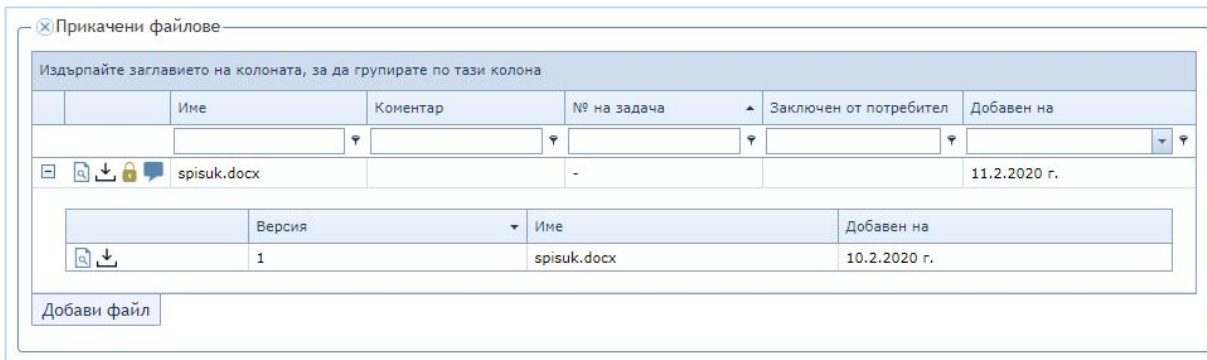 Прикачени файлове
Издърпайте заглавието на колоната, за да групирате по тази колона
Име Коментар № на задача Заключен от потребител Добавен на
spisuk.docx - 11.2.2020 г.
Версия Име Добавен на
1 spisuk.docx 10.2.2020 г.
Добави файл